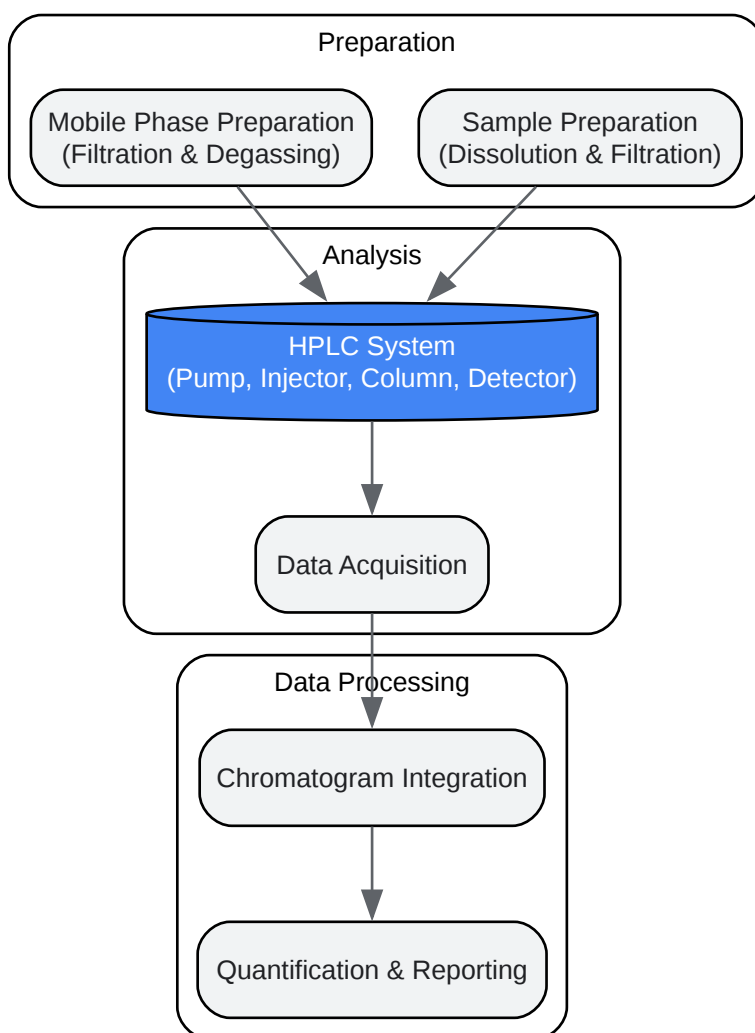 Preparation
Mobile Phase Preparation
(Filtration & Degassing)
Sample Preparation
(Dissolution & Filtration)
Analysis
HPLC System
(Pump, Injector, Column, Detector)
Data Acquisition
Data Processing
Chromatogram Integration
Quantification & Reporting